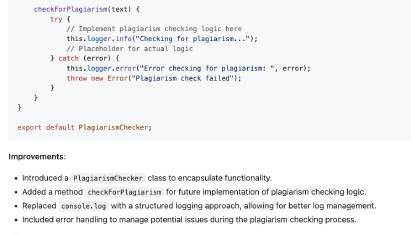 checkForPlagiarism(text) {
try {
// Implement plagiarism checking logic here
this.logger.info("Checking for plagiarism...");
// Placeholder for actual logic
} catch (error) {
this.logger.error("Error checking for plagiarism: ", error);
throw new Error("Plagiarism check failed");
}
}
}
export default PlagiarismChecker;
Improvements:
• Introduced a PlagiarismChecker class to encapsulate functionality.
• Added a method checkForPlagiarism for future implementation of plagiarism checking logic.
• Replaced console.log with a structured logging approach, allowing for better log management.
• Included error handling to manage potential issues during the plagiarism checking process.